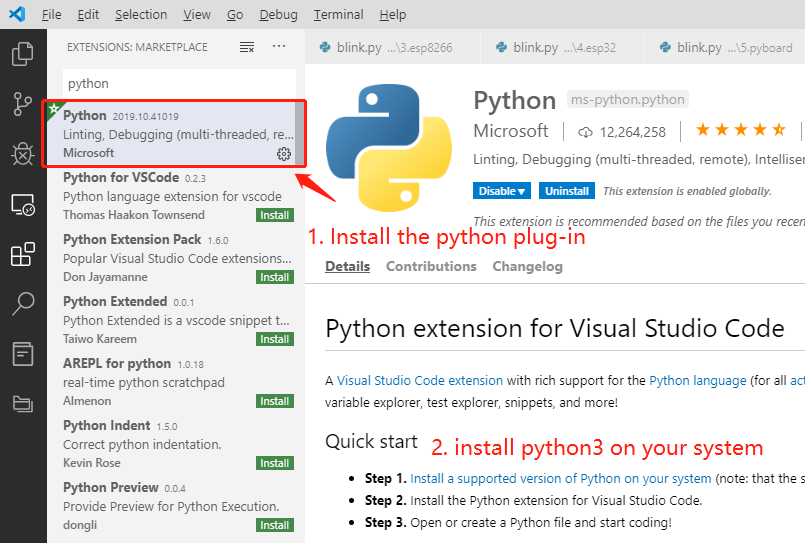 File Edit Selection View Go Debug Terminal Help
EXTENSIONS: MARKETPLACE
python
Python 2019.10.41019
Linting, Debugging (multi-threaded, re...
Microsoft
Python for VSCode 0.2.3
Python language extension for vscode
Thomas Haakon Townsend Install
Python Extension Pack 1.6.0
Popular Visual Studio Code extensions...
Don Jayamanne Install
Python Extended 0.0.1
Python Extended is a vscode snippet t...
Taiwo Kareem Install
AREPL for python 1.0.18
real-time python scratchpad
Almenon Install
Python Indent 1.5.0
Correct python indentation.
Kevin Rose Install
Python Preview 0.0.4
Provide Preview for Python Execution.
dongli Install
blink.py ...\3.esp8266 blink.py ...\4.esp32 blink.py ...\5.pyboard
Python ms-python.python
Microsoft 12,264,258
Linting, Debugging (multi-threaded, remote), Intelliser
Disable Uninstall This extension is enabled globally.
This extension is recommended based on the files you recen
1. Install the python plug-in
Details Contributions Changelog
Python extension for Visual Studio Code
A Visual Studio Code extension with rich support for the Python language (for all act
variable explorer, test explorer, snippets, and more!
Quick start 2. install python3 on your system
• Step 1. Install a supported version of Python on your system (note: that the s
• Step 2. Install the Python extension for Visual Studio Code.
• Step 3. Open or create a Python file and start coding!